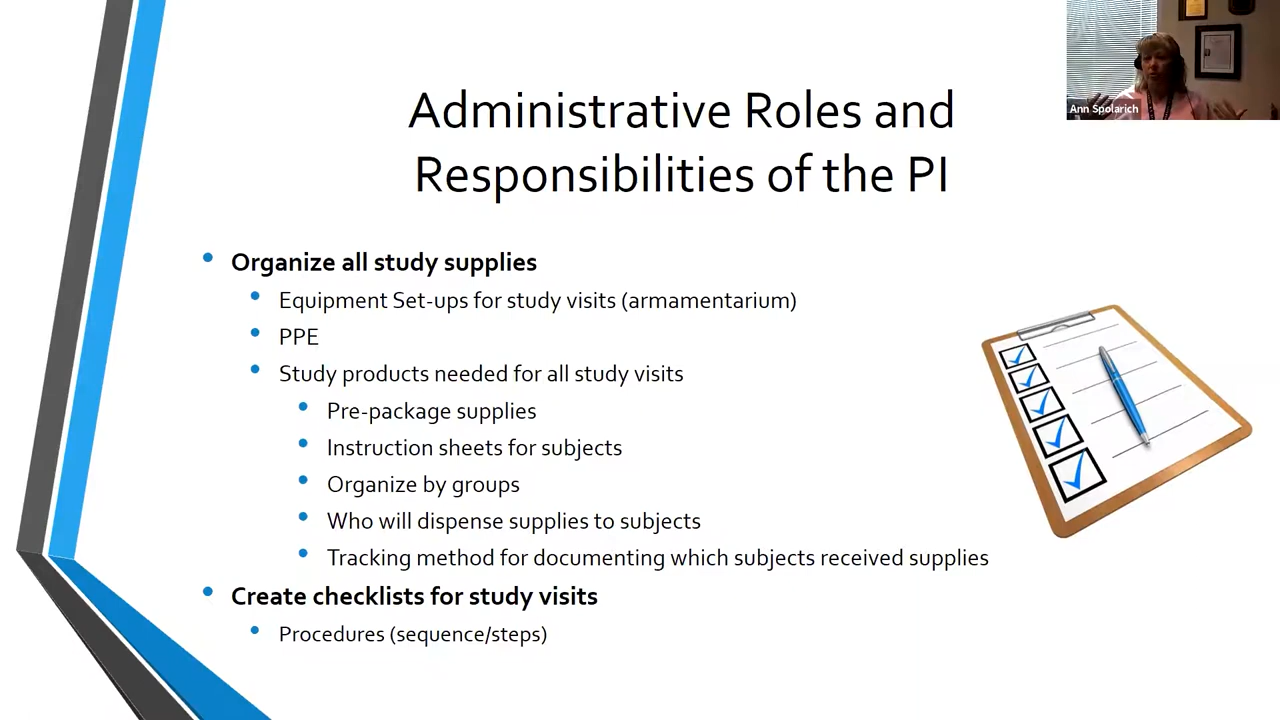 Ann Spolarich
Administrative Roles and
Responsibilities of the PI
Organize all study supplies
Equipment Set-ups for study visits (armamentarium)
PPE
Study products needed for all study visits
Pre-package supplies
Instruction sheets for subjects
Organize by groups
Who will dispense supplies to subjects
Tracking method for documenting which subjects received supplies
Create checklists for study visits
Procedures (sequence/steps)